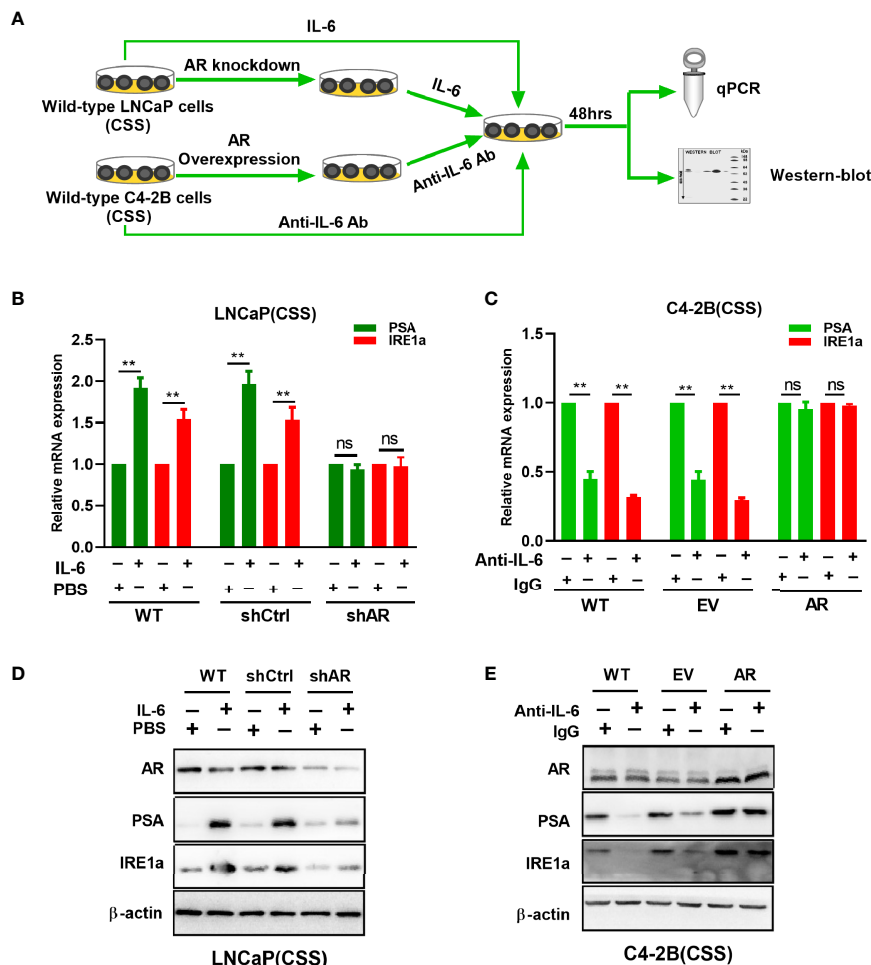 A
IL-6
AR knockdown
IL-6
Wild-type LNCaP cells
(CSS)
AR
Overexpression
Anti-IL-6 Ab
Wild-type C4-2B cells
(CSS)
Anti-IL-6 Ab
48hrs
qPCR
WESTERN BLOT
kDa
Western-blot
B
LNCaP(CSS)
PSA
IRE1a
Relative mRNA expression
2.5
2.0
1.5
1.0
0.5
0.0
** ** ** ** ns ns
IL-6 – + – + – + – + – + – +
PBS + – + – + – + – + – + –
WT shCtrl shAR
C
C4-2B(CSS)
PSA
IRE1a
Relative mRNA expression
1.5
1.0
0.5
0.0
** ** ** ** ns ns
Anti-IL-6 – + – + – + – + – + – +
IgG + – + – + – + – + – + –
WT EV AR
D
WT shCtrl shAR
IL-6 – + – + – +
PBS + – + – + –
AR
PSA
IRE1a
β-actin
LNCaP(CSS)
E
WT EV AR
Anti-IL-6 – + – + – +
IgG + – + – + –
AR
PSA
IRE1a
β-actin
C4-2B(CSS)